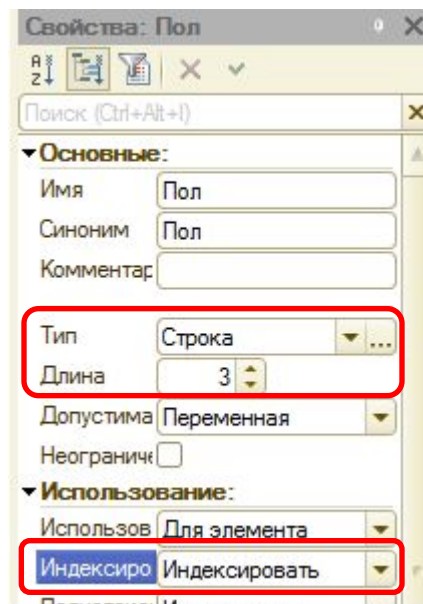 Свойства: Пол
Поиск (Ctrl+Alt+I)
Основные:
Имя Пол
Синоним Пол
Комментар
Тип Строка ...
Длина 3
Допустима Переменная
Неограниче
Использование:
Использов Для элемента
Индексиро Индексировать